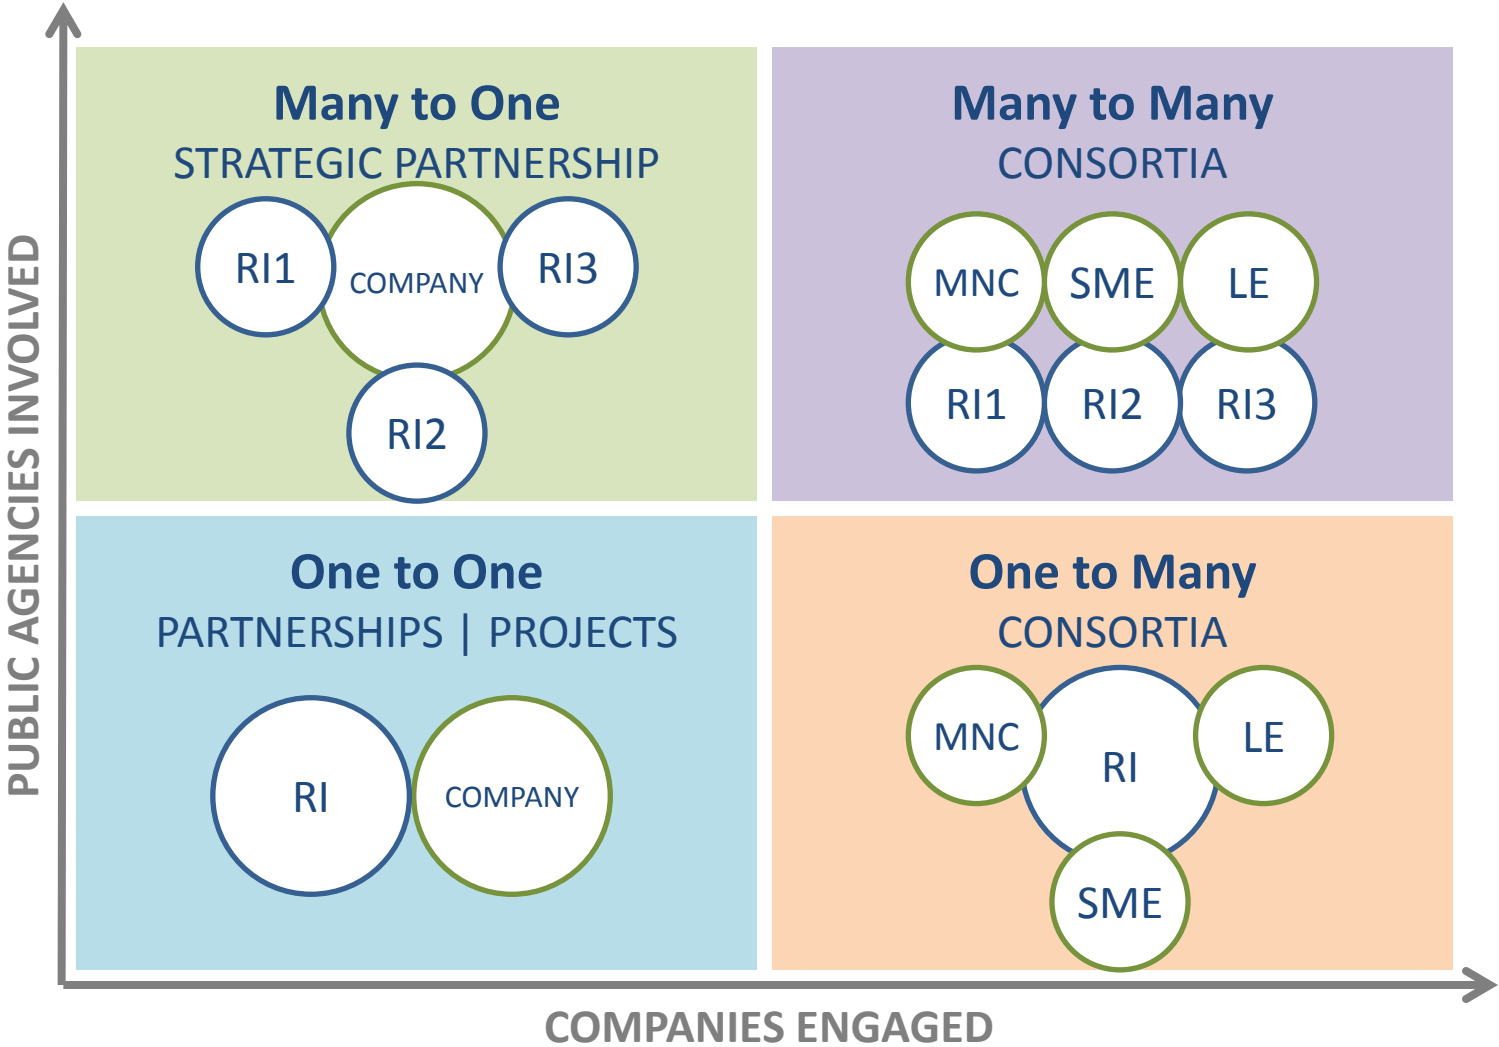 PUBLIC AGENCIES INVOLVED
Many to One
STRATEGIC PARTNERSHIP
RI1
COMPANY
RI3
RI2
Many to Many
CONSORTIA
MNC
SME
LE
RI1
RI2
RI3
One to One
PARTNERSHIPS | PROJECTS
RI
COMPANY
One to Many
CONSORTIA
MNC
RI
LE
SME
COMPANIES ENGAGED